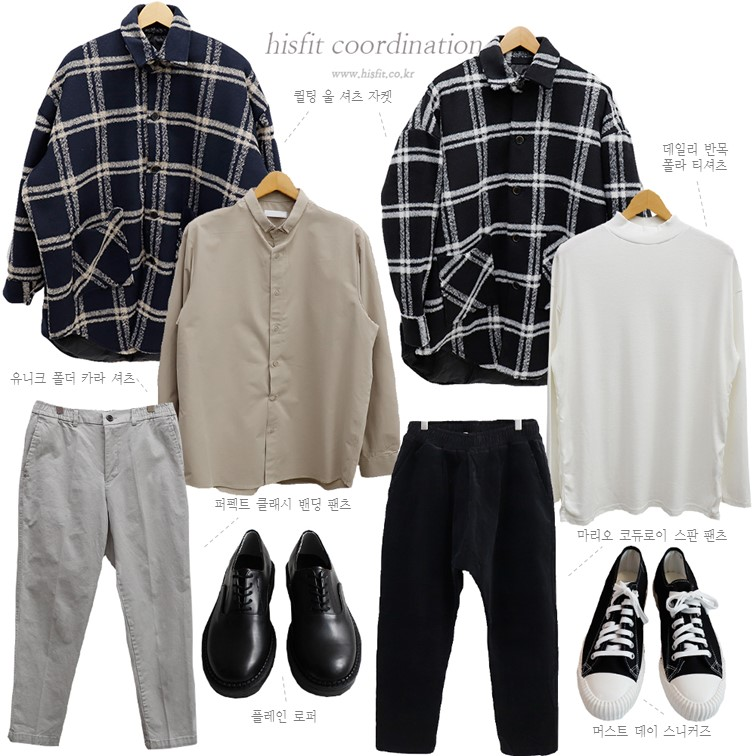 hisfit coordination
www.hisfit.co.kr
퀼팅 울 셔츠 자켓
데일리 반목
폴라 티셔츠
유니크 폴더 카라 셔츠
퍼펙트 클래시 밴딩 팬츠
마리오 코듀로이 스판 팬츠
플레인 로퍼
머스트 데이 스니커즈